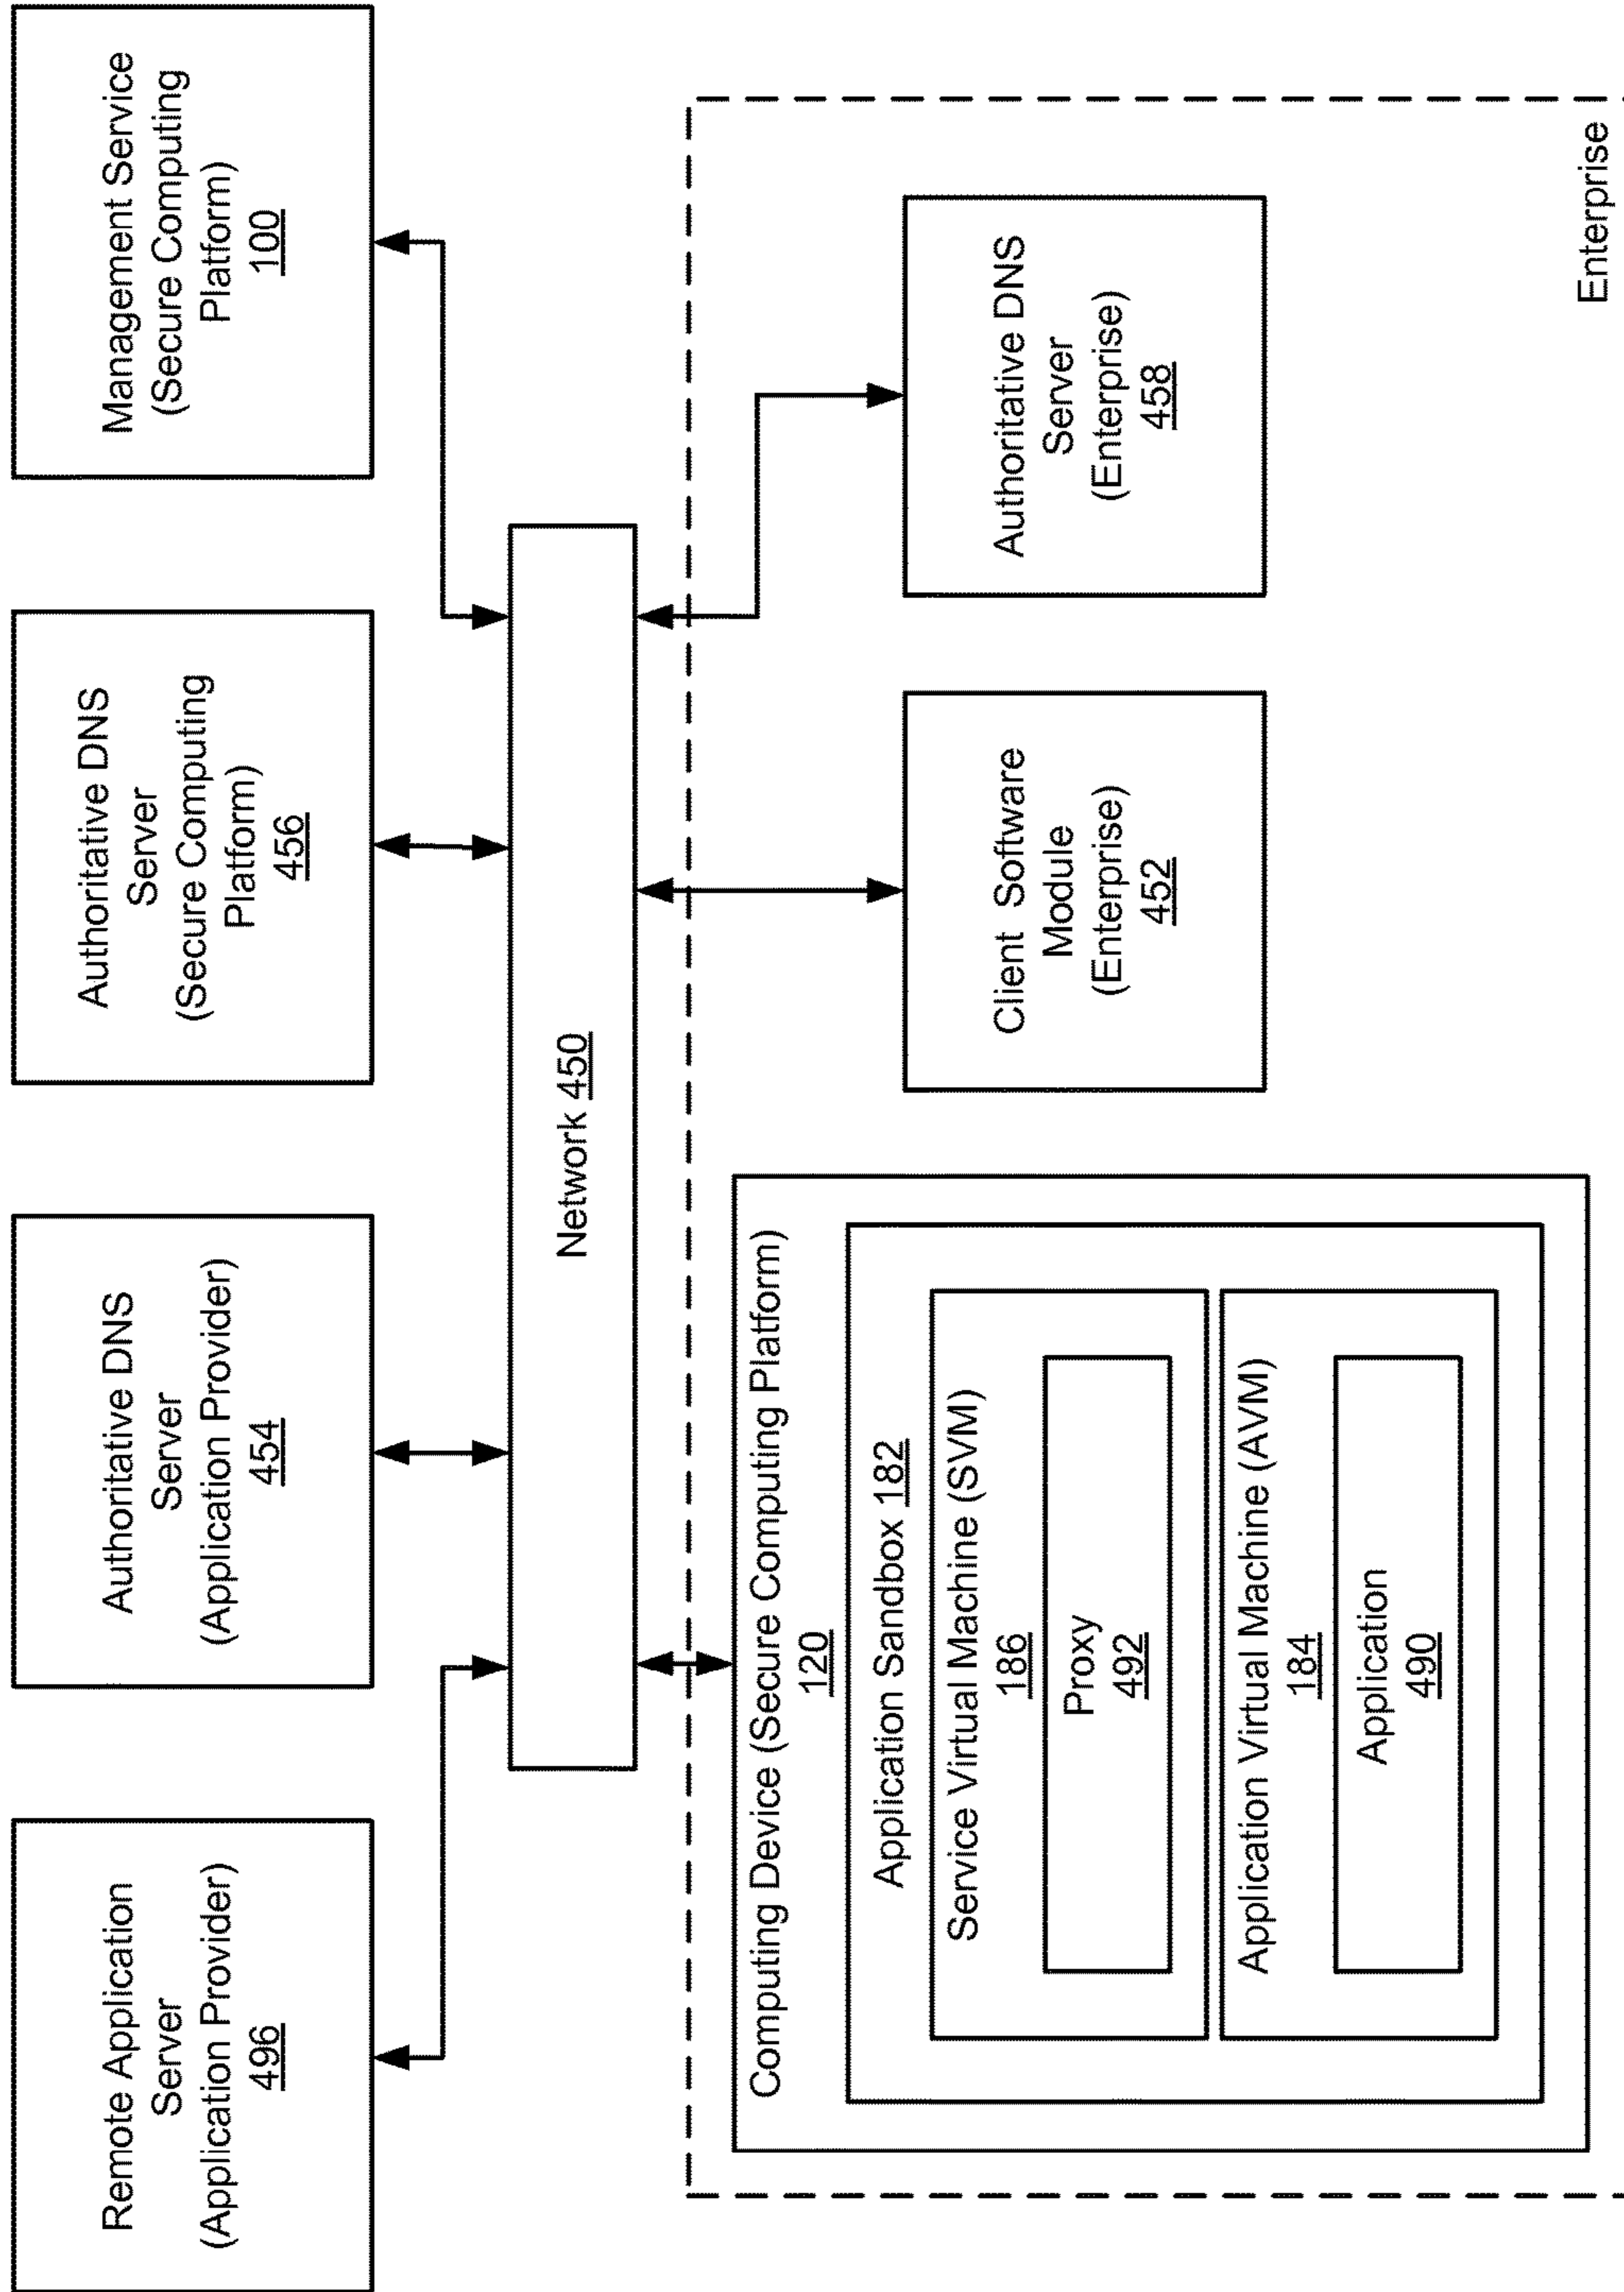 Remote Application
Server
(Application Provider)
496
Authoritative DNS
Server
(Application Provider)
454
Authoritative DNS
Server
(Secure Computing
Platform)
456
Management Service
(Secure Computing
Platform)
100
Network 450
Computing Device (Secure Computing Platform)
120
Application Sandbox 182
Service Virtual Machine (SVM)
186
Proxy
492
Application Virtual Machine (AVM)
184
Application
490
Client Software
Module
(Enterprise)
452
Authoritative DNS
Server
(Enterprise)
458
Enterprise